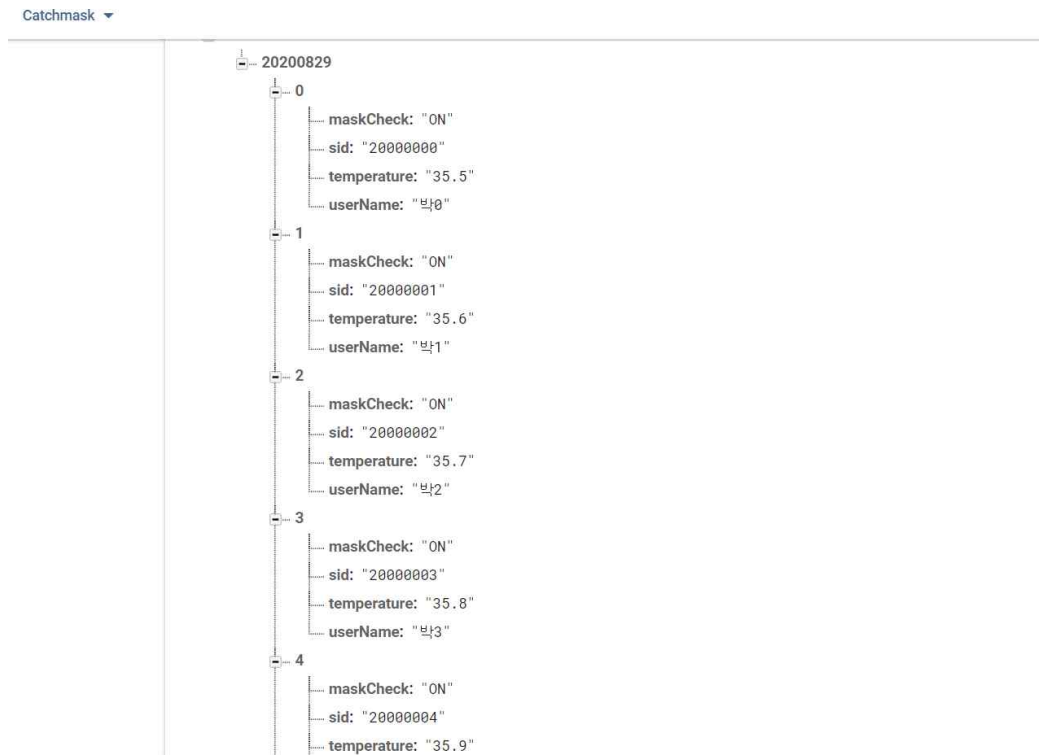 Catchmask
20200829
0
maskCheck: "ON"
sid: "20000000"
temperature: "35.5"
userName: "박0"
1
maskCheck: "ON"
sid: "20000001"
temperature: "35.6"
userName: "박1"
2
maskCheck: "ON"
sid: "20000002"
temperature: "35.7"
userName: "박2"
3
maskCheck: "ON"
sid: "20000003"
temperature: "35.8"
userName: "박3"
4
maskCheck: "ON"
sid: "20000004"
temperature: "35.9"